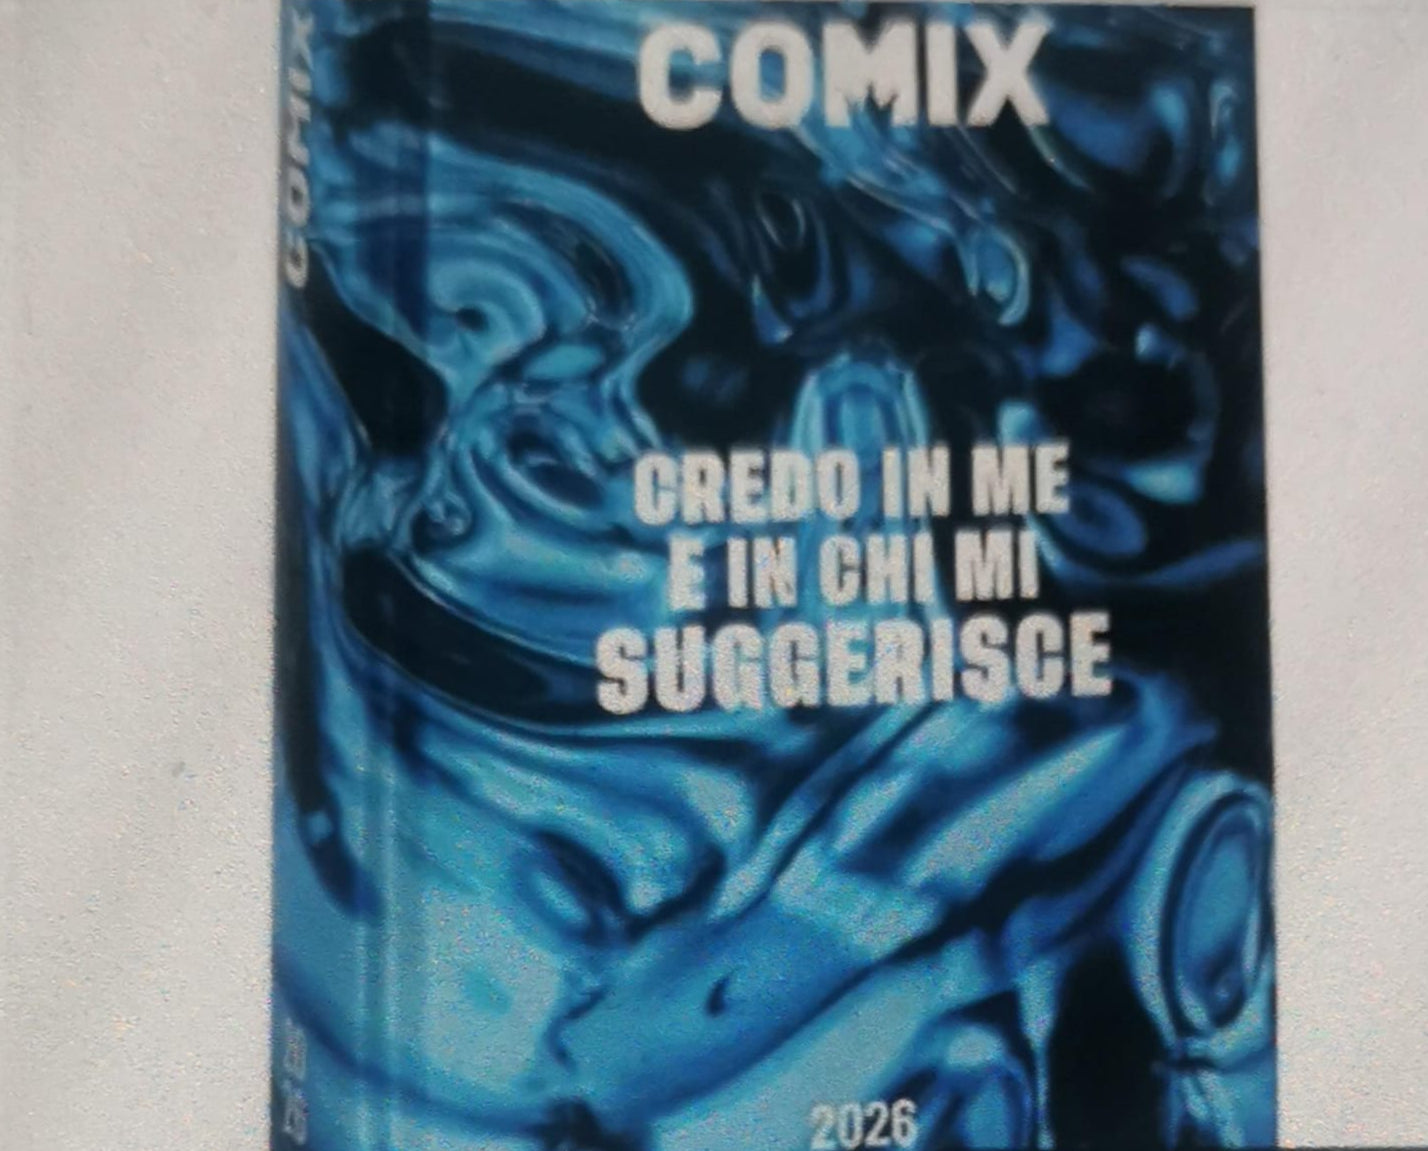 COMIX
COMIX
CREDO IN ME
E IN CHI MI
SUGGERISCE
2026